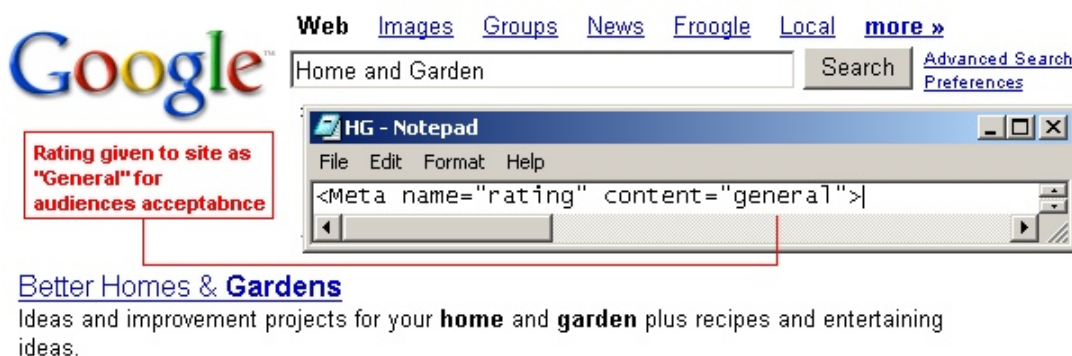 Web Images Groups News Froogle Local more »
Google™
Home and Garden Search Advanced Search
Preferences
HG - Notepad
File Edit Format Help
<Meta name="rating" content="general">
Rating given to site as
"General" for
audiences acceptabnce
Better Homes & Gardens
Ideas and improvement projects for your home and garden plus recipes and entertaining
ideas.